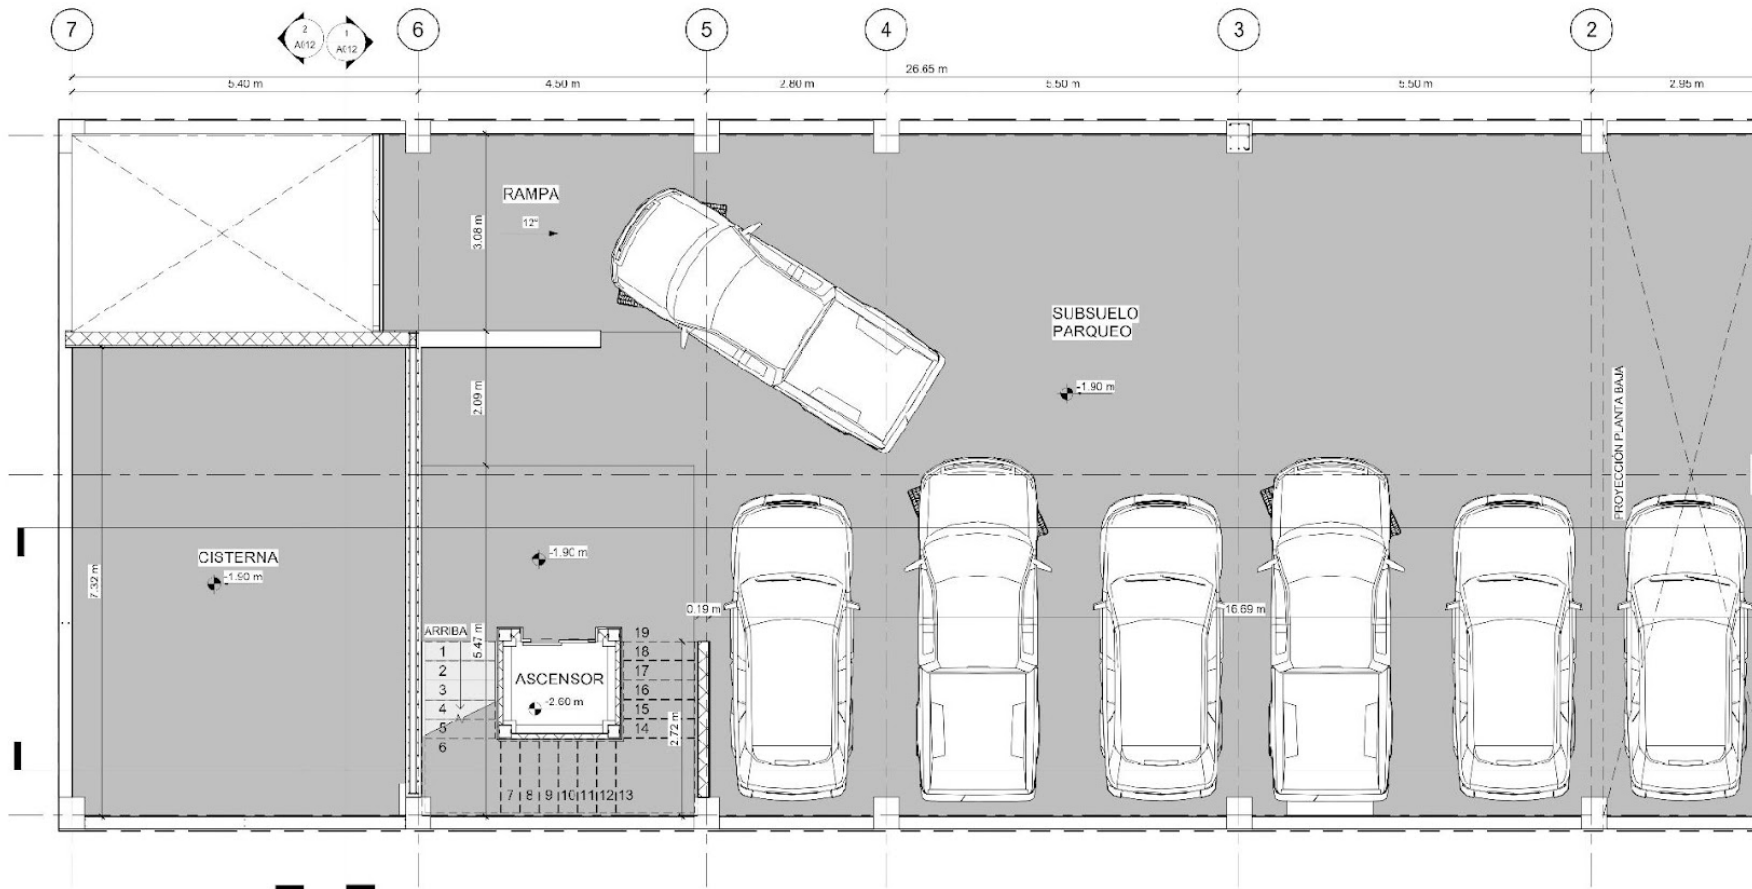 7
2
A012
1
A012
6
5
4
3
2
26.65 m
5.40 m
4.50 m
2.80 m
5.50 m
5.50 m
2.95 m
RAMPA
12°
3.08 m
SUBSUELO
PARQUEO
-1.90 m
2.09 m
PROYECCIÓN PLANTA BAJA
CISTERNA
-1.90 m
7.32 m
-1.90 m
0.19 m
16.69 m
ARRIBA
5.47 m
1
2
3
4
5
6
ASCENSOR
-2.60 m
19
18
17
16
15
14
2.72 m
7 8 9 10 11 12 13